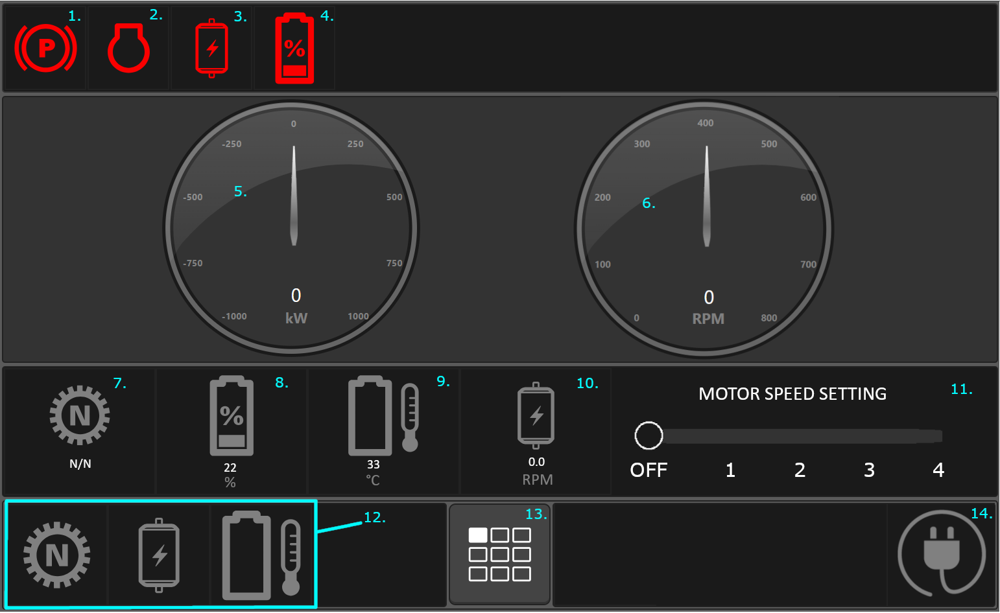 1. 2. 3. 4.
P
%
0
-250 250
-500 500
5.
-750 750
0
-1000 kW 1000
400
300 500
200 600
6.
100 700
0
0 RPM 800
7. 8. 9. 10. 11.
N
N/N
%
22
%
33
°C
0.0
RPM
MOTOR SPEED SETTING
OFF 1 2 3 4
12. 13. 14.
N